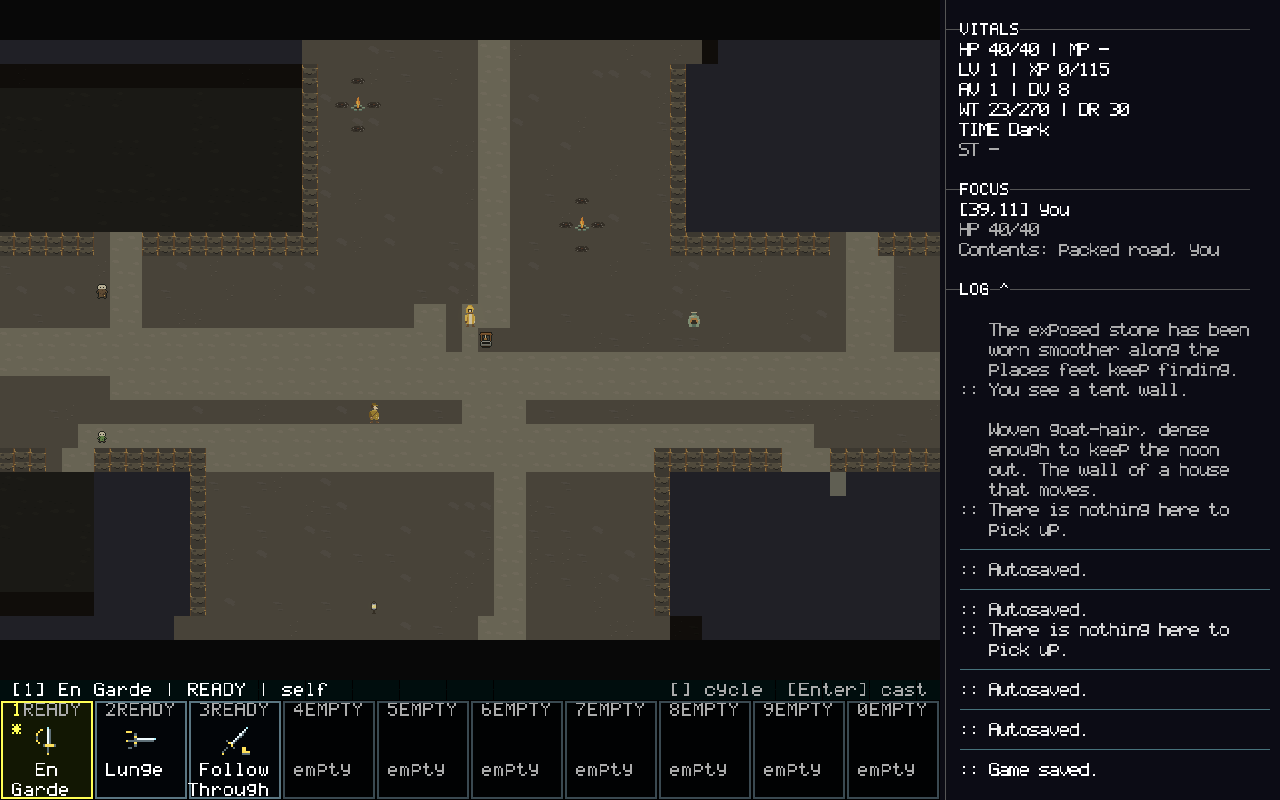 VITALS
HP 40/40 | MP -
LV 1 | XP 0/115
AV 1 | DV 8
WT 23/270 | DR 30
TIME Dark
ST -
FOCUS
[39,11] You
HP 40/40
Contents: Packed road, You
LOG ^
The exposed stone has been
worn smoother along the
places feet keep finding.
:: You see a tent wall.
Woven goat-hair, dense
enough to keep the noon
out. The wall of a house
that moves.
:: There is nothing here to
pick up.
:: Autosaved.
:: Autosaved.
:: There is nothing here to
pick up.
:: Autosaved.
:: Autosaved.
:: Game saved.
[1] En Garde | READY | self
[] cycle [Enter] cast
1READY 2READY 3READY 4EMPTY 5EMPTY 6EMPTY 7EMPTY 8EMPTY 9EMPTY 0EMPTY
*
En Lunge Follow empty empty empty empty empty empty empty
Garde Through